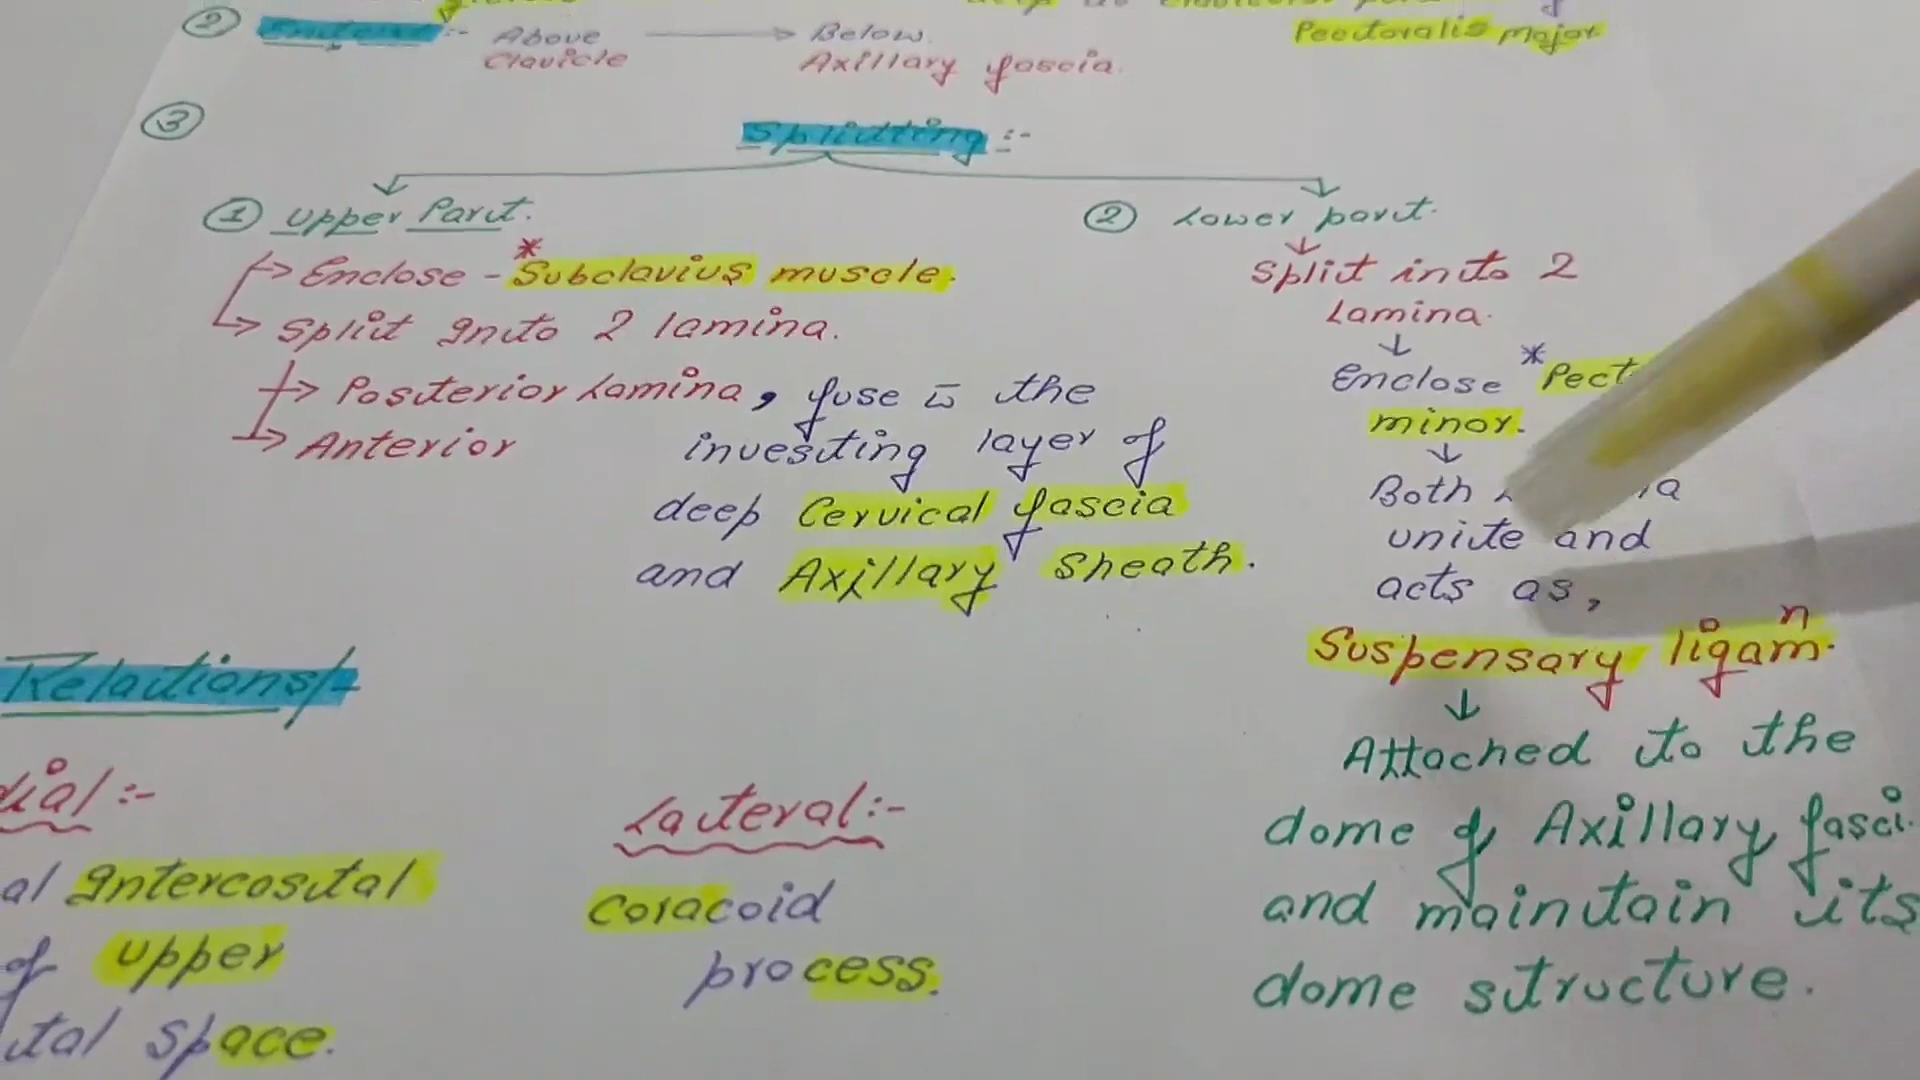 ② Extent :- Above ⟶ Below
Clavicle Axillary fascia.
Pectoralis major
③ Splitting :-
① Upper Part.
Enclose - *Subclavius muscle.
Split Into 2 lamina.
Posterior Lamina, fuse c̅ the
Anterior investing layer of
deep Cervical fascia
and Axillary Sheath.
② Lower part.
↓
Split into 2
Lamina.
↓
Enclose *Pect
minor.
↓
Both
unite and
acts as,
Suspensary ligamⁿ.
↓
Attached to the
dome of Axillary fasci
and maintain its
dome structure.
Relations/-
dial :-
al Intercostal
of upper
tal space.
Lateral :-
Coracoid
process.